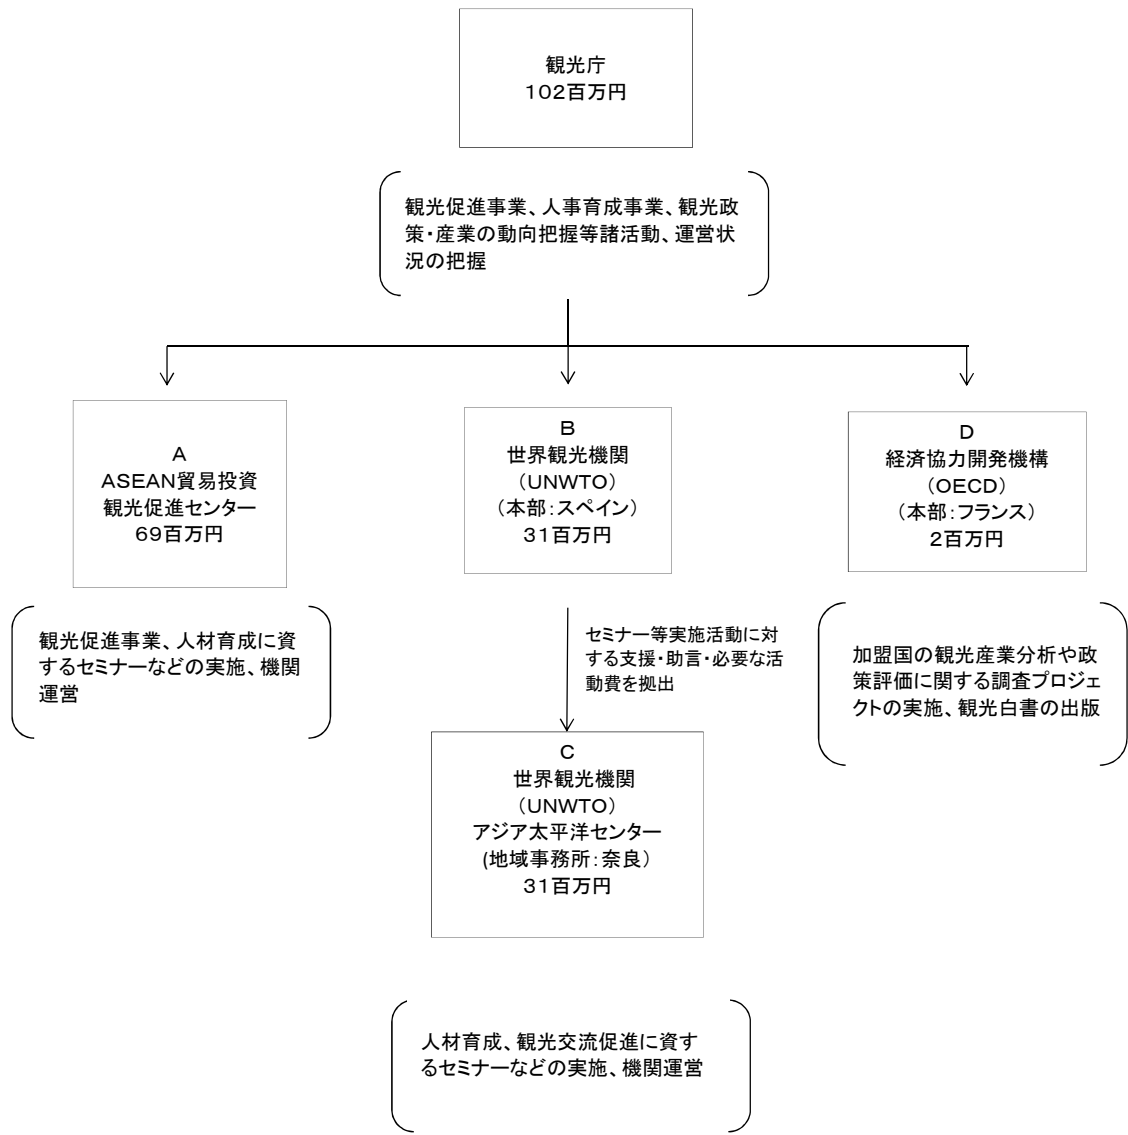 観光庁
１０２百万円
観光促進事業、人事育成事業、観光政
策・産業の動向把握等諸活動、運営状
況の把握
A
ASEAN貿易投資
観光促進センター
６９百万円
観光促進事業、人材育成に資
するセミナーなどの実施、機関
運営
B
世界観光機関
（UNWTO）
（本部：スペイン）
３１百万円
セミナー等実施活動に対
する支援・助言・必要な活
動費を拠出
C
世界観光機関
（UNWTO）
アジア太平洋センター
(地域事務所：奈良）
３１百万円
人材育成、観光交流促進に資す
るセミナーなどの実施、機関運営
D
経済協力開発機構
（OECD）
（本部：フランス）
２百万円
加盟国の観光産業分析や政
策評価に関する調査プロジェ
クトの実施、観光白書の出版